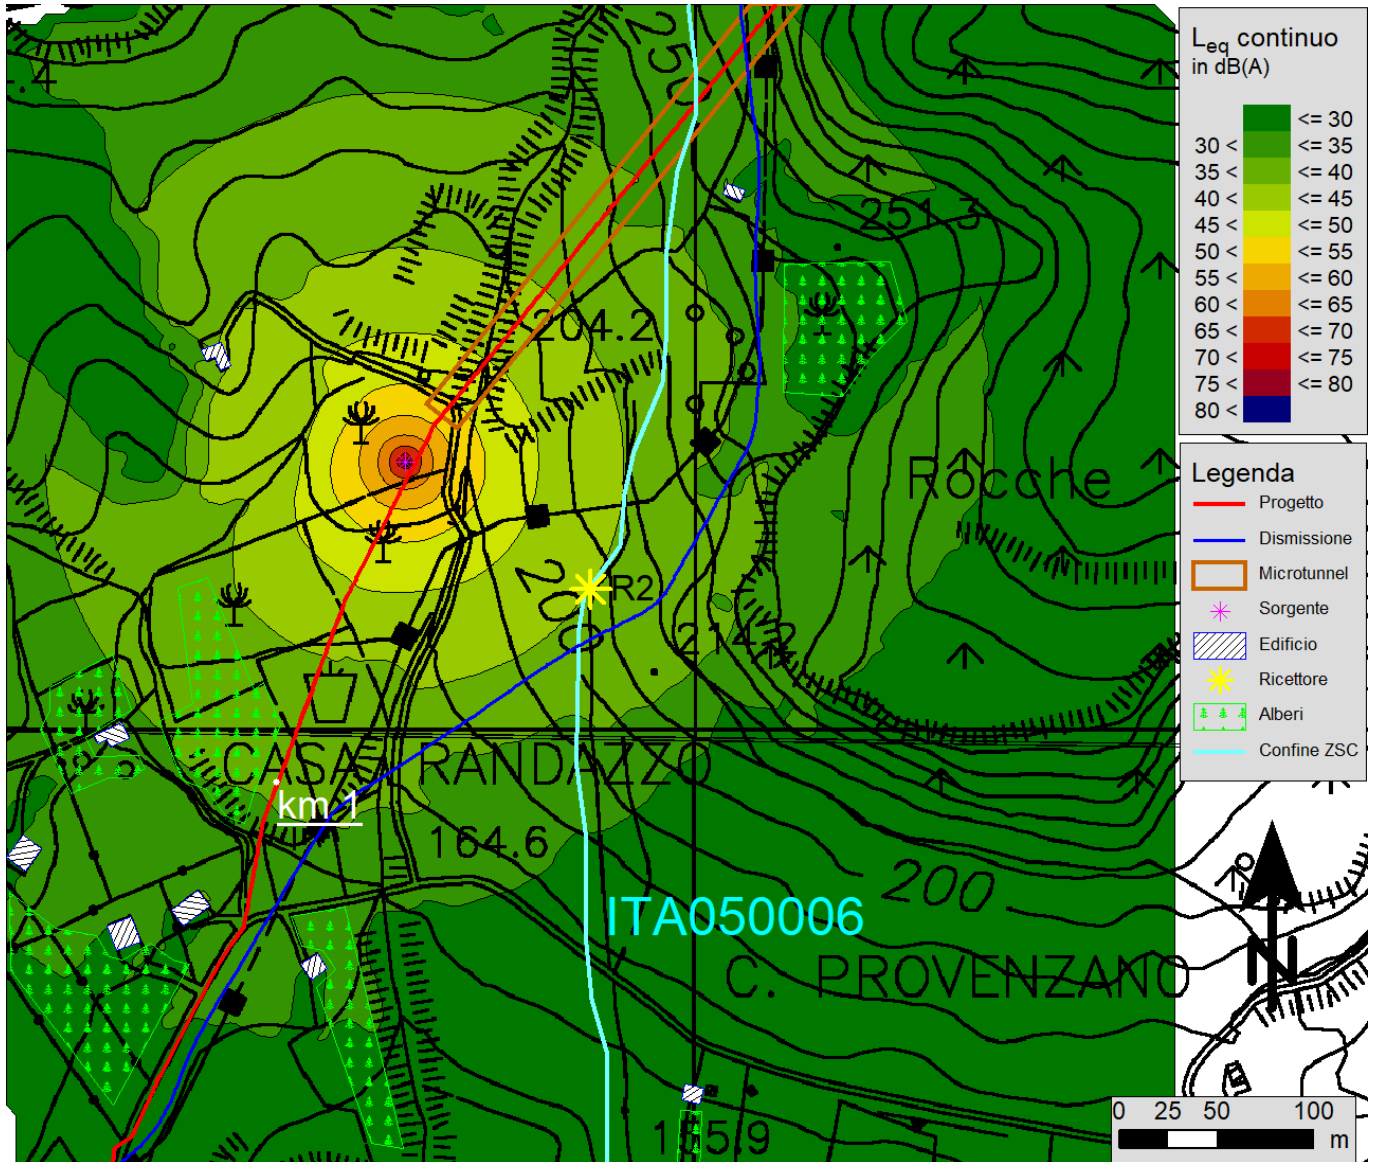 .4
250
251.3
204.2
Rocche
200
R2
214.2
CASA RANDAZZO
km 1
164.6
200
ITA050006
C. PROVENZANO
N
Leq continuo
in dB(A)
<= 30
30 < <= 35
35 < <= 40
40 < <= 45
45 < <= 50
50 < <= 55
55 < <= 60
60 < <= 65
65 < <= 70
70 < <= 75
75 < <= 80
80 <
Legenda
Progetto
Dismissione
Microtunnel
Sorgente
Edificio
Ricettore
Alberi
Confine ZSC
0 25 50 100
m